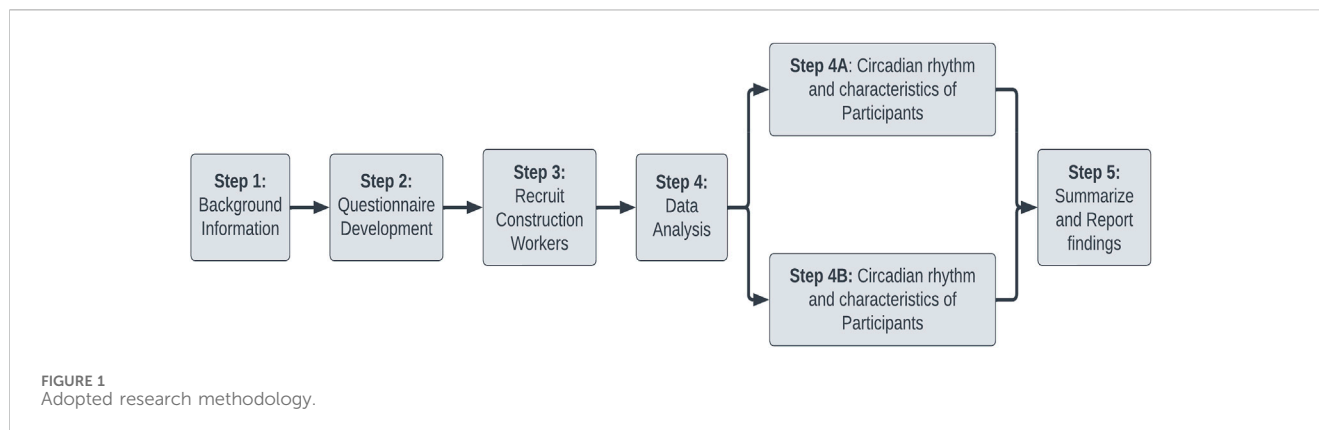 Step 1:
Background
Information
Step 2:
Questionnaire
Development
Step 3:
Recruit
Construction
Workers
Step 4:
Data
Analysis
Step 4A: Circadian rhythm
and characteristics of
Participants
Step 4B: Circadian rhythm
and characteristics of
Participants
Step 5:
Summarize
and Report
findings
FIGURE 1
Adopted research methodology.